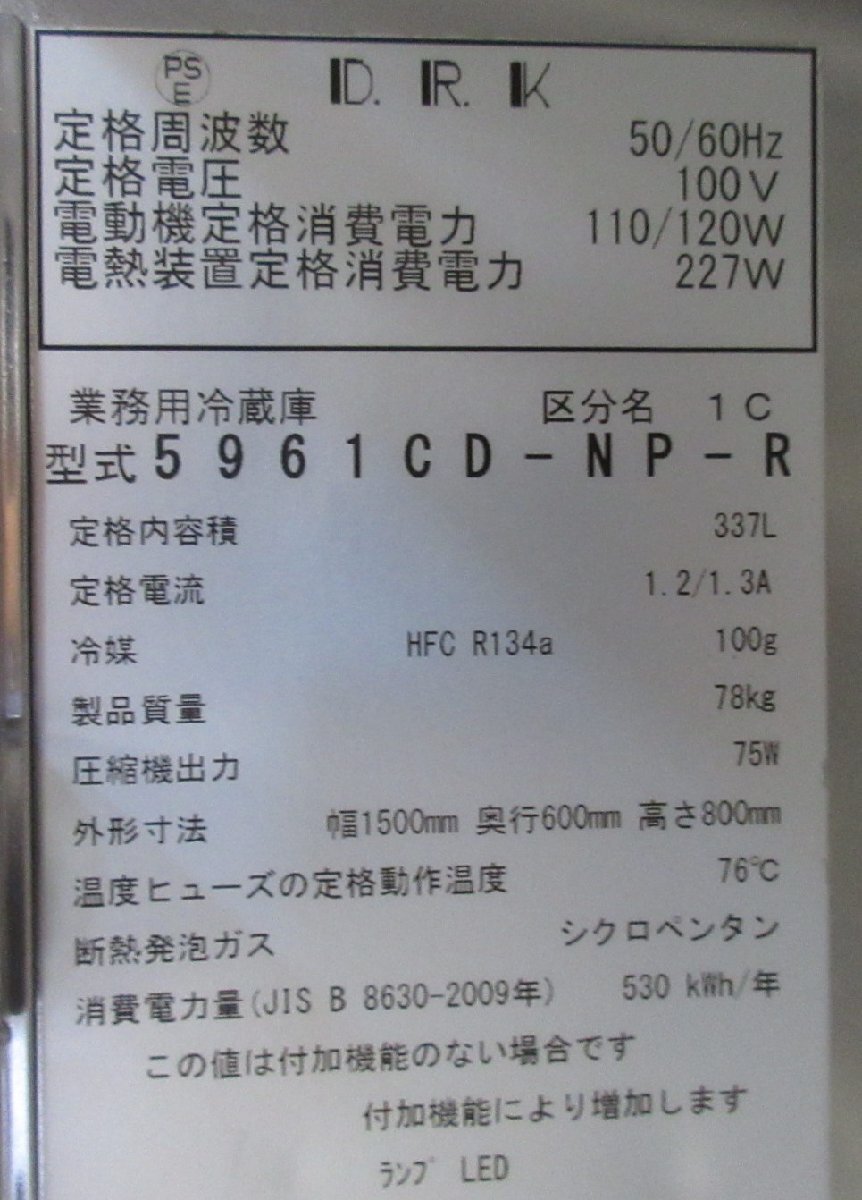 PS
E
D.R.K
定格周波数 50/60Hz
定格電圧 100V
電動機定格消費電力 110/120W
電熱装置定格消費電力 227W
業務用冷蔵庫 区分名 1C
型式 5961CD-NP-R
定格内容積 337L
定格電流 1.2/1.3A
冷媒 HFC R134a 100g
製品質量 78kg
圧縮機出力 75W
外形寸法 幅1500mm 奥行600mm 高さ800mm
温度ヒューズの定格動作温度 76℃
断熱発泡ガス シクロペンタン
消費電力量(JIS B 8630-2009年) 530 kWh/年
この値は付加機能のない場合です
付加機能により増加します
ﾗﾝﾌﾟ LED